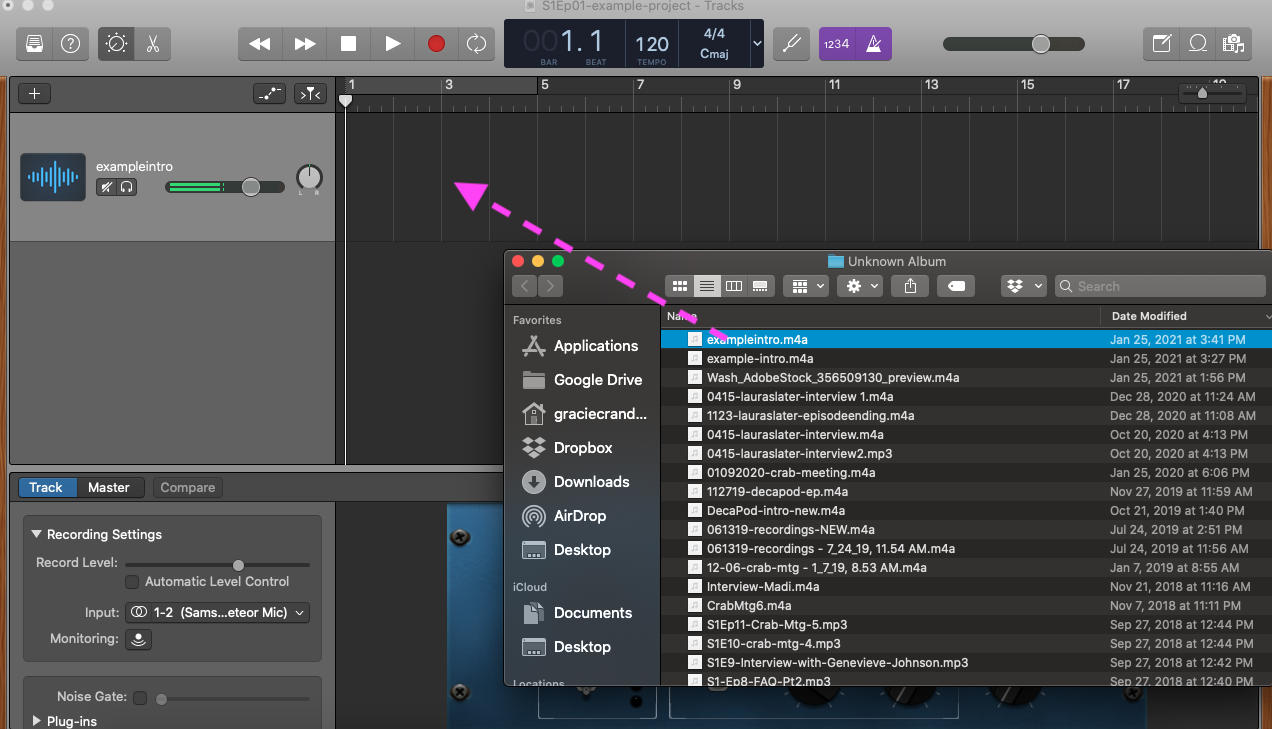 S1Ep01-example-project - Tracks
001.1
BAR BEAT
120
TEMPO
4/4
Cmaj
1234
1 3 5 7 9 11 13 15 17 19
exampleintro
L R
Unknown Album
Search
Favorites
Applications
Google Drive
graciecrand...
Dropbox
Downloads
AirDrop
Desktop
iCloud
Documents
Desktop
Locations
Name Date Modified
exampleintro.m4a Jan 25, 2021 at 3:41 PM
example-intro.m4a Jan 25, 2021 at 3:27 PM
Wash_AdobeStock_356509130_preview.m4a Jan 25, 2021 at 1:56 PM
0415-lauraslater-interview 1.m4a Dec 28, 2020 at 11:24 AM
1123-lauraslater-episodeending.m4a Dec 28, 2020 at 11:08 AM
0415-lauraslater-interview.m4a Oct 20, 2020 at 4:13 PM
0415-lauraslater-interview2.mp3 Oct 20, 2020 at 4:13 PM
01092020-crab-meeting.m4a Jan 25, 2020 at 6:06 PM
112719-decapod-ep.m4a Nov 27, 2019 at 11:59 AM
DecaPod-intro-new.m4a Oct 21, 2019 at 1:40 PM
061319-recordings-NEW.m4a Jul 24, 2019 at 2:51 PM
061319-recordings - 7_24_19, 11.54 AM.m4a Jul 24, 2019 at 11:56 AM
12-06-crab-mtg - 1_7_19, 8.53 AM.m4a Jan 7, 2019 at 8:55 AM
Interview-Madi.m4a Nov 21, 2018 at 11:16 AM
CrabMtg6.m4a Nov 7, 2018 at 11:11 PM
S1Ep11-Crab-Mtg-5.mp3 Sep 27, 2018 at 12:44 PM
S1E10-crab-mtg-4.mp3 Sep 27, 2018 at 12:44 PM
S1E9-Interview-with-Genevieve-Johnson.mp3 Sep 27, 2018 at 12:42 PM
S1-Ep8-FAQ-Pt2.mp3 Sep 27, 2018 at 12:40 PM
Track Master Compare
Recording Settings
Record Level:
Automatic Level Control
Input: 1-2 (Sams...eteor Mic)
Monitoring:
Noise Gate:
Plug-ins